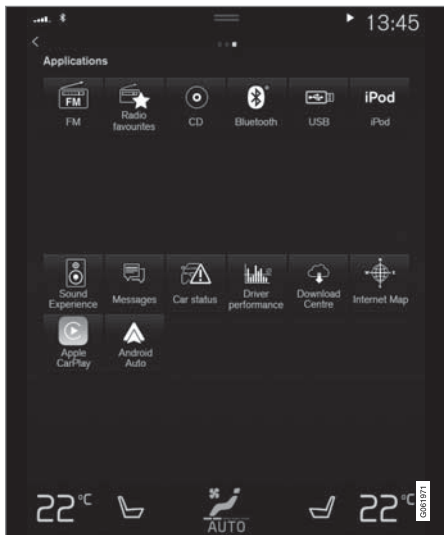 13:45
Applications
FM
FM
Radio
favourites
CD
Bluetooth
USB
iPod
iPod
Sound
Experience
Messages
Car status
Driver
performance
Download
Centre
Internet Map
Apple
CarPlay
Android
Auto
22°C
AUTO
22°C
G061971